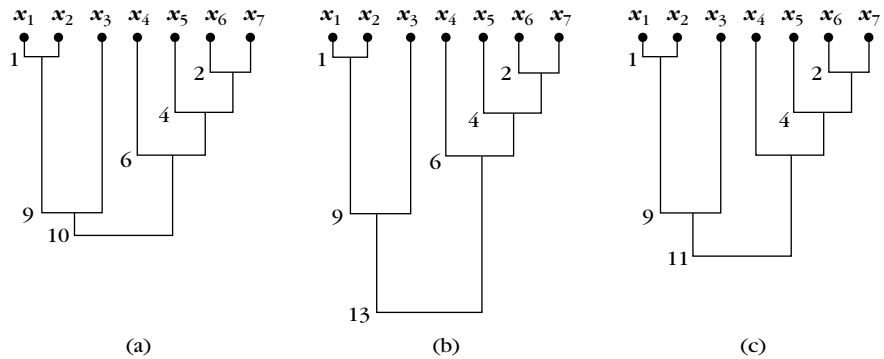 x₁ x₂ x₃ x₄ x₅ x₆ x₇ x₁ x₂ x₃ x₄ x₅ x₆ x₇ x₁ x₂ x₃ x₄ x₅ x₆ x₇
1 1 1
2 2 2
4 4 4
6 6
9 9 9
10
11
13
(a) (b) (c)